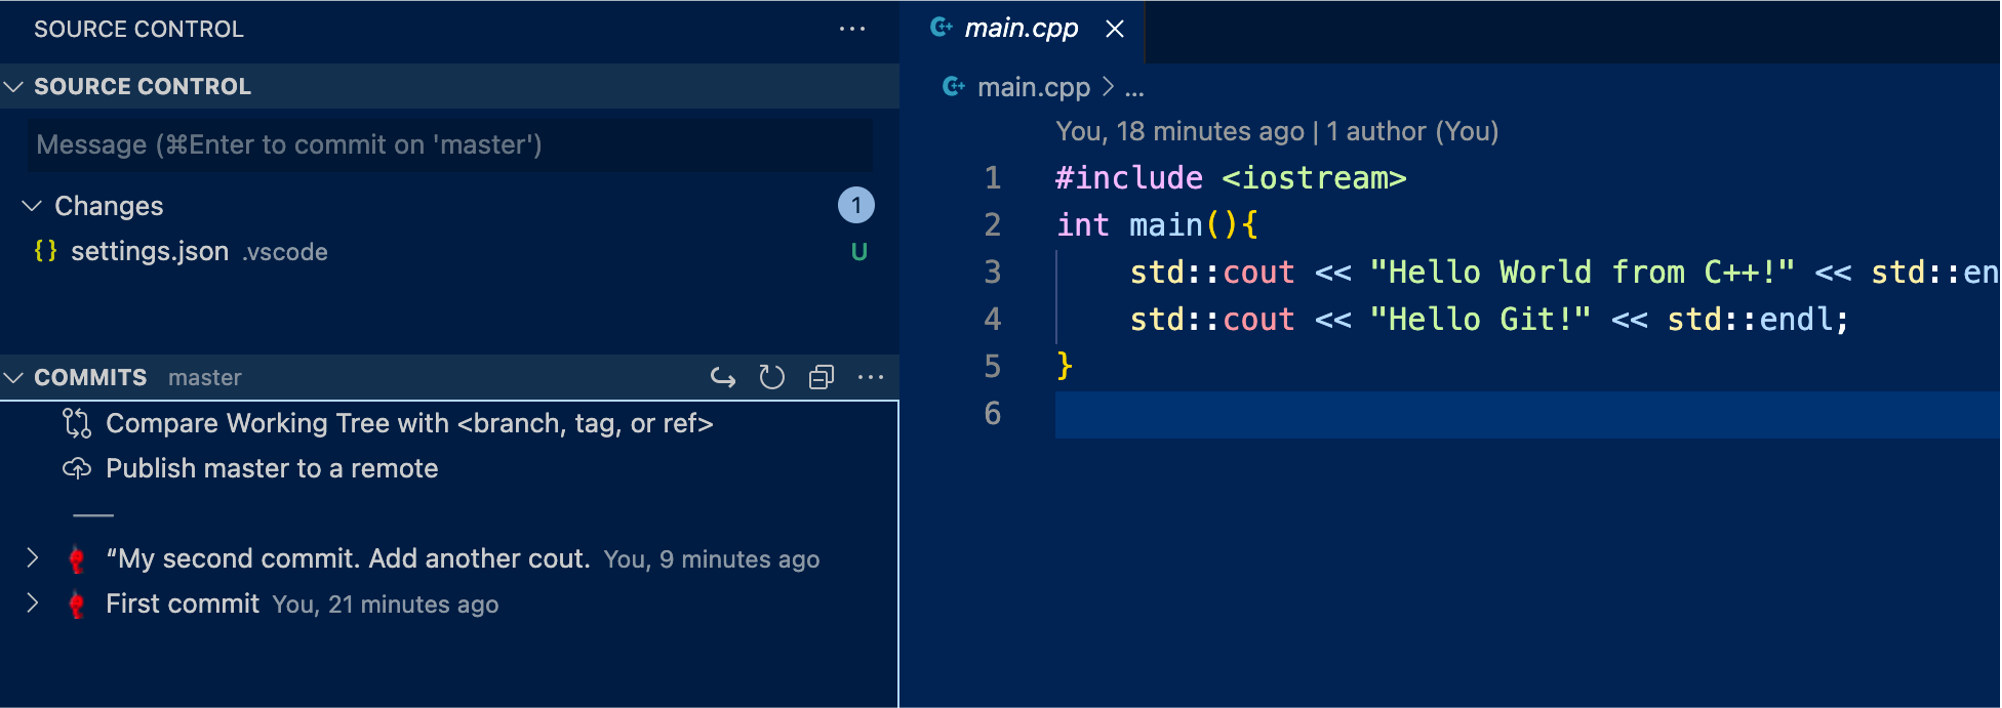 SOURCE CONTROL
SOURCE CONTROL
Message (⌘Enter to commit on 'master')
Changes 1
{} settings.json .vscode U
COMMITS master
Compare Working Tree with <branch, tag, or ref>
Publish master to a remote
“My second commit. Add another cout. You, 9 minutes ago
First commit You, 21 minutes ago
main.cpp
main.cpp > ...
You, 18 minutes ago | 1 author (You)
1 #include <iostream>
2 int main(){
3 std::cout << "Hello World from C++!" << std::en
4 std::cout << "Hello Git!" << std::endl;
5 }
6